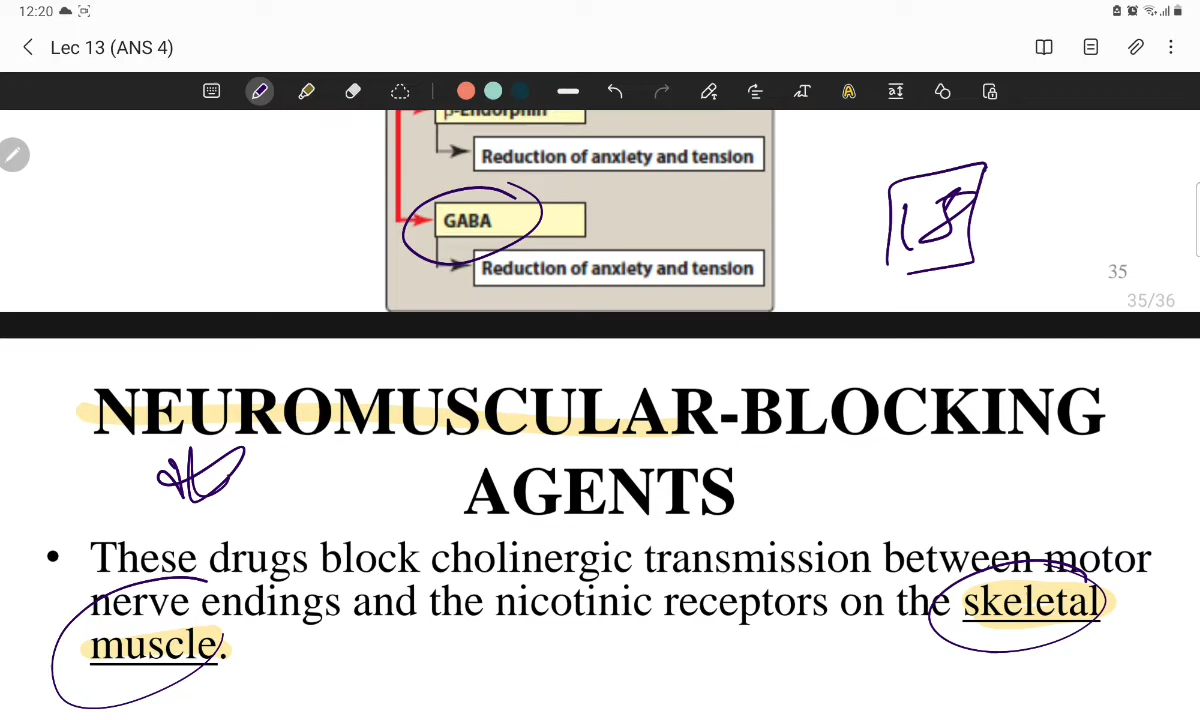 12:20
Lec 13 (ANS 4)
β-Endorphin
Reduction of anxiety and tension
GABA
Reduction of anxiety and tension
35
35/36
NEUROMUSCULAR-BLOCKING
AGENTS
• These drugs block cholinergic transmission between motor
nerve endings and the nicotinic receptors on the skeletal
muscle.